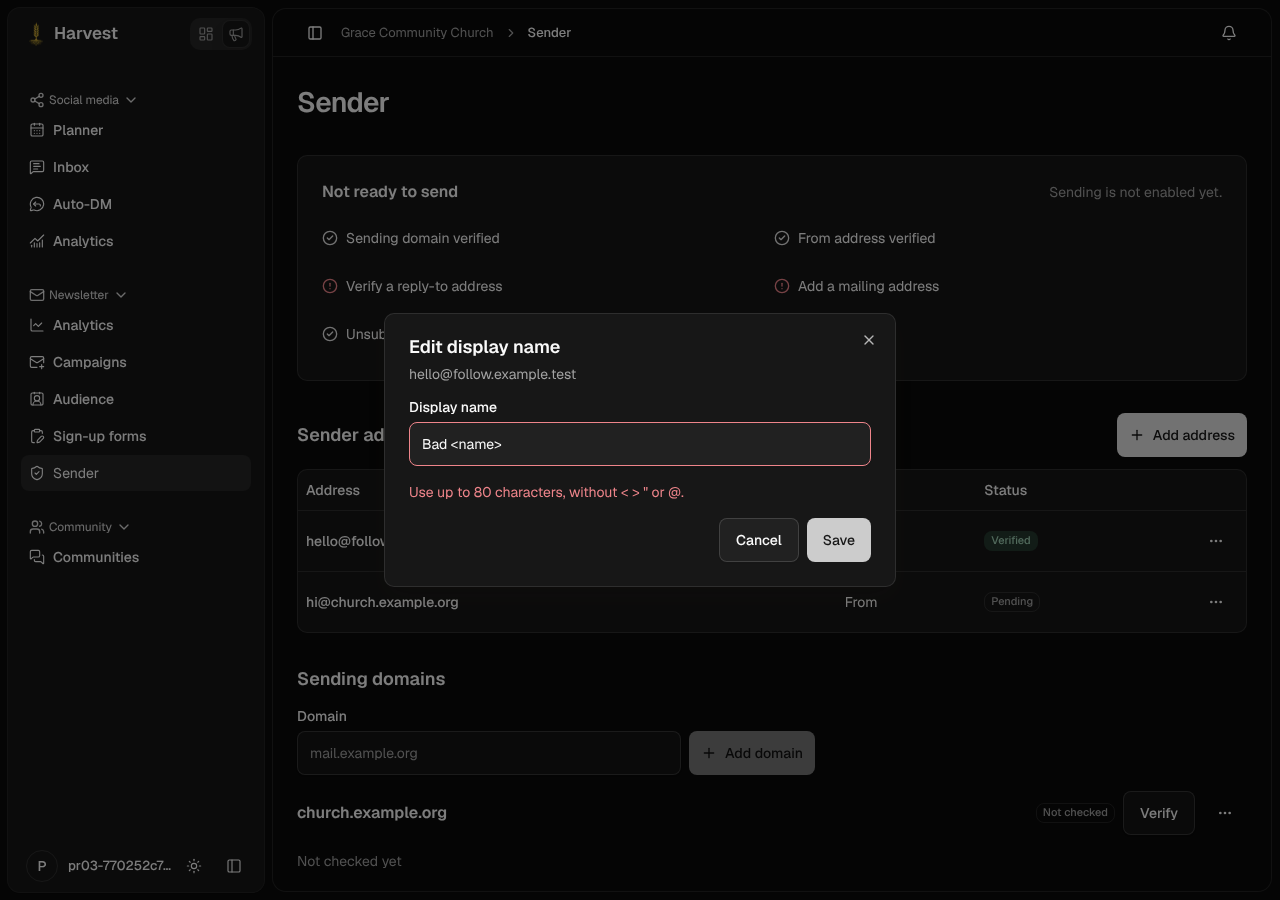 Harvest
Grace Community Church > Sender
Social media
Planner
Inbox
Auto-DM
Analytics
Newsletter
Analytics
Campaigns
Audience
Sign-up forms
Sender
Community
Communities
P pr03-770252c7...
Sender
Not ready to send
Sending is not enabled yet.
Sending domain verified
From address verified
Verify a reply-to address
Add a mailing address
Unsub
Edit display name
hello@follow.example.test
Display name
Bad <name>
Use up to 80 characters, without < > " or @.
Cancel Save
Sender ad
Add address
Address Status
hello@follow Verified
hi@church.example.org From Pending
Sending domains
Domain
mail.example.org Add domain
church.example.org Not checked Verify
Not checked yet